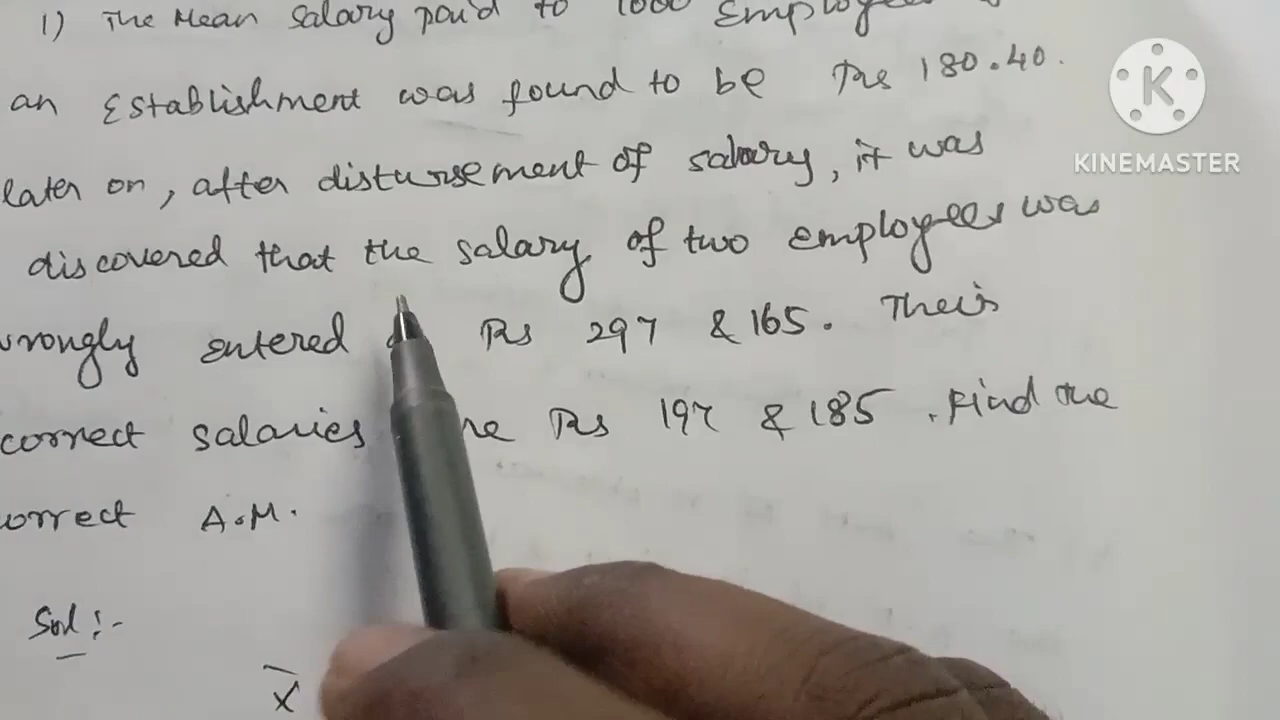 1) The Mean salary paid to 1000 Employees
an Establishment was found to be Rs 180.40.
later on, after distursement of salary, it was
discovered that the salary of two employees was
wrongly entered Rs 297 & 165. Their
correct salaries Rs 197 & 185. Find the
correct A.M.
Sol :-
X̄
K
KINEMASTER